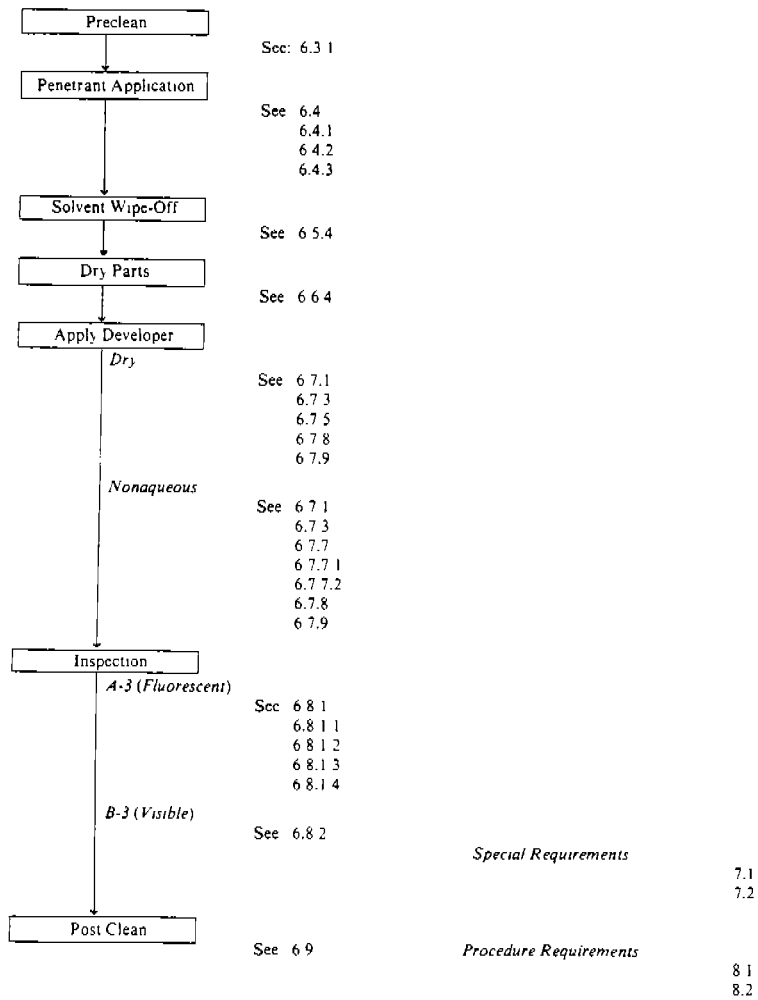 Preclean
Sec: 6.3 1
Penetrant Application
See 6.4
6.4.1
6 4.2
6.4.3
Solvent Wipe-Off
See 6 5.4
Dry Parts
See 6 6 4
Apply Developer
Dry
See 6 7.1
6.7 3
6.7 5
6 7 8
6 7.9
Nonaqueous
See 6 7 1
6.7 3
6 7.7
6 7.7 1
6.7 7.2
6.7.8
6 7.9
Inspection
A-3 (Fluorescent)
Sec 6 8 1
6.8 1 1
6 8 1 2
6 8.1 3
6 8.1 4
B-3 (Visible)
See 6.8 2
Special Requirements
7.1
7.2
Post Clean
See 6 9
Procedure Requirements
8 1
8.2